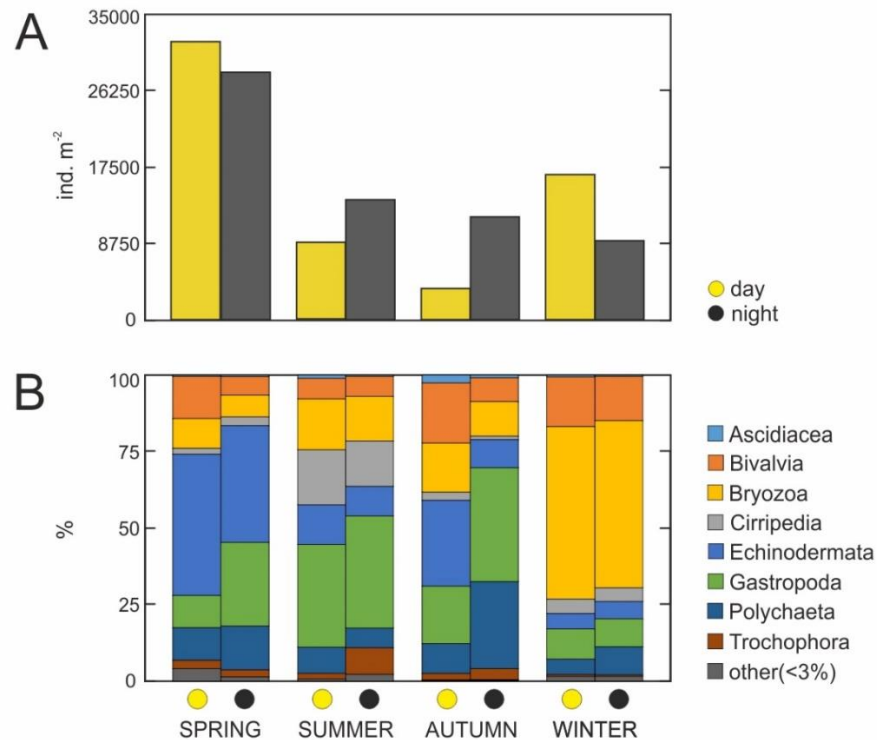 A
35000
26250
17500
8750
0
ind. m⁻²
day
night
B
100
75
50
25
0
%
Ascidiacea
Bivalvia
Bryozoa
Cirripedia
Echinodermata
Gastropoda
Polychaeta
Trochophora
other(<3%)
SPRING SUMMER AUTUMN WINTER